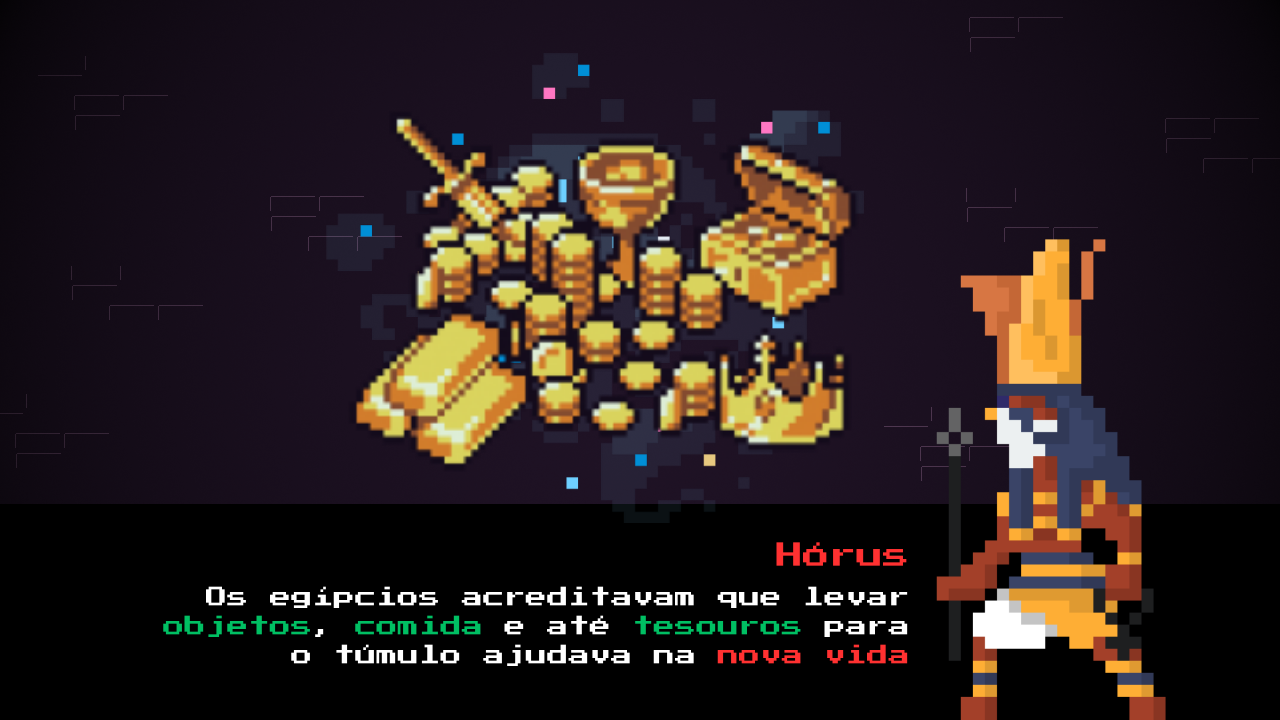 Hórus
Os egípcios acreditavam que levar
objetos, comida e até tesouros para
o túmulo ajudava na nova vida